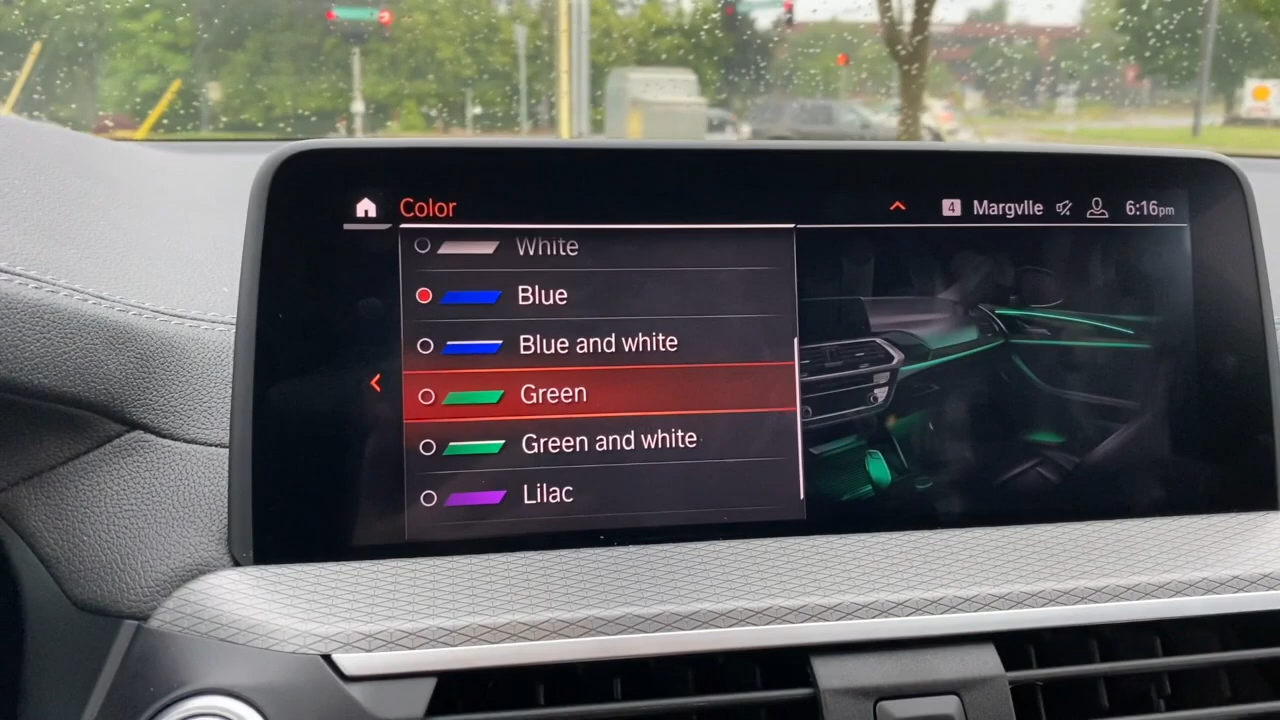 Color
4 Margvlle 6:16pm
White
Blue
Blue and white
Green
Green and white
Lilac